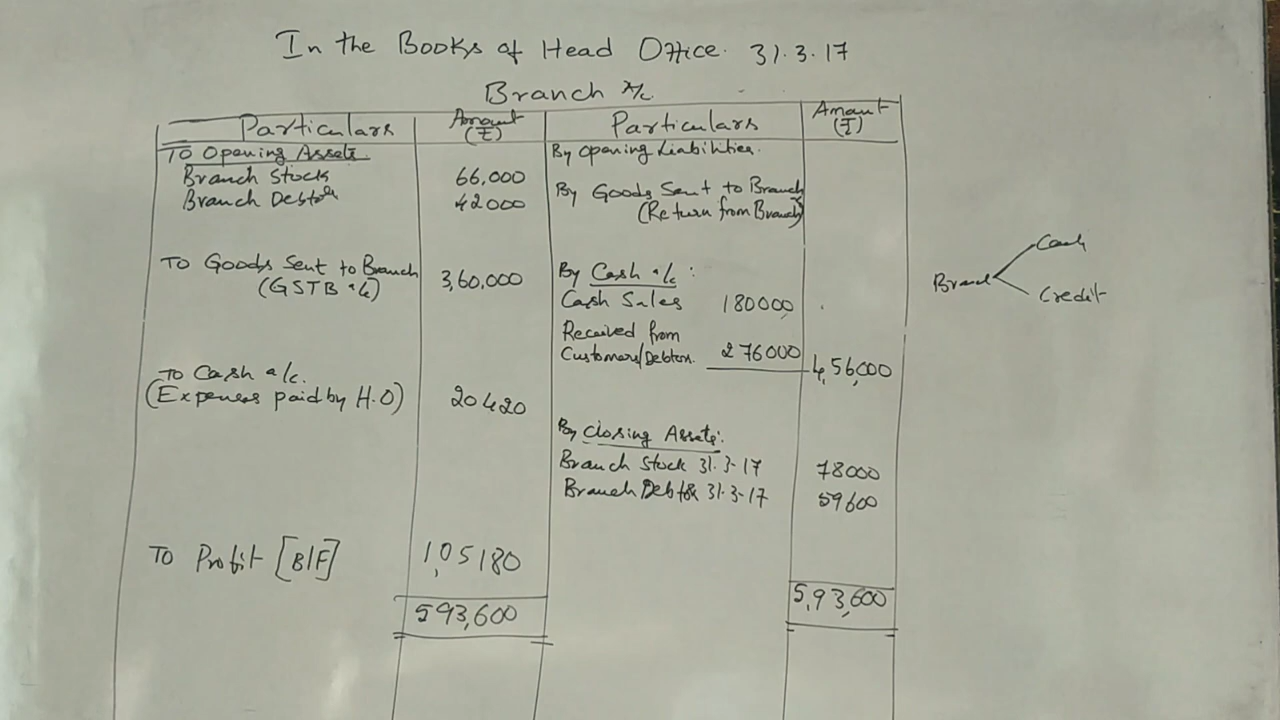 In the Books of Head Office. 31.3.17
Branch a/c
Particulars Amount (₹) Particulars Amount (₹)
To Opening Assets.
Branch Stock 66,000
Branch Debtors 42000
To Goods Sent to Branch
(GSTB a/c) 3,60,000
To Cash a/c.
(Expenses paid by H.O) 20420
To Profit [B/F] 1,05180
593,600
By Opening Liabilities.
By Goods Sent to Branch
(Return from Branch)
By Cash a/c :
Cash Sales 180000
Received from
Customers/Debtors. 276000 4,56,000
By Closing Assets:
Branch Stock 31.3-17 78000
Branch Debtors 31.3-17 59600
5,93,600
Branch
Cash
Credit